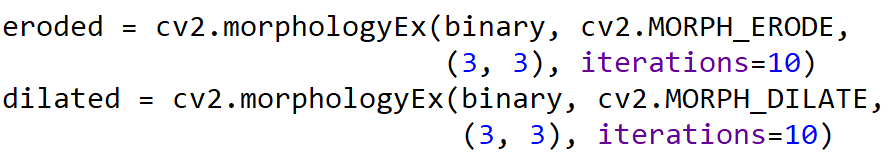 eroded = cv2.morphologyEx(binary, cv2.MORPH_ERODE,
(3, 3), iterations=10)
dilated = cv2.morphologyEx(binary, cv2.MORPH_DILATE,
(3, 3), iterations=10)